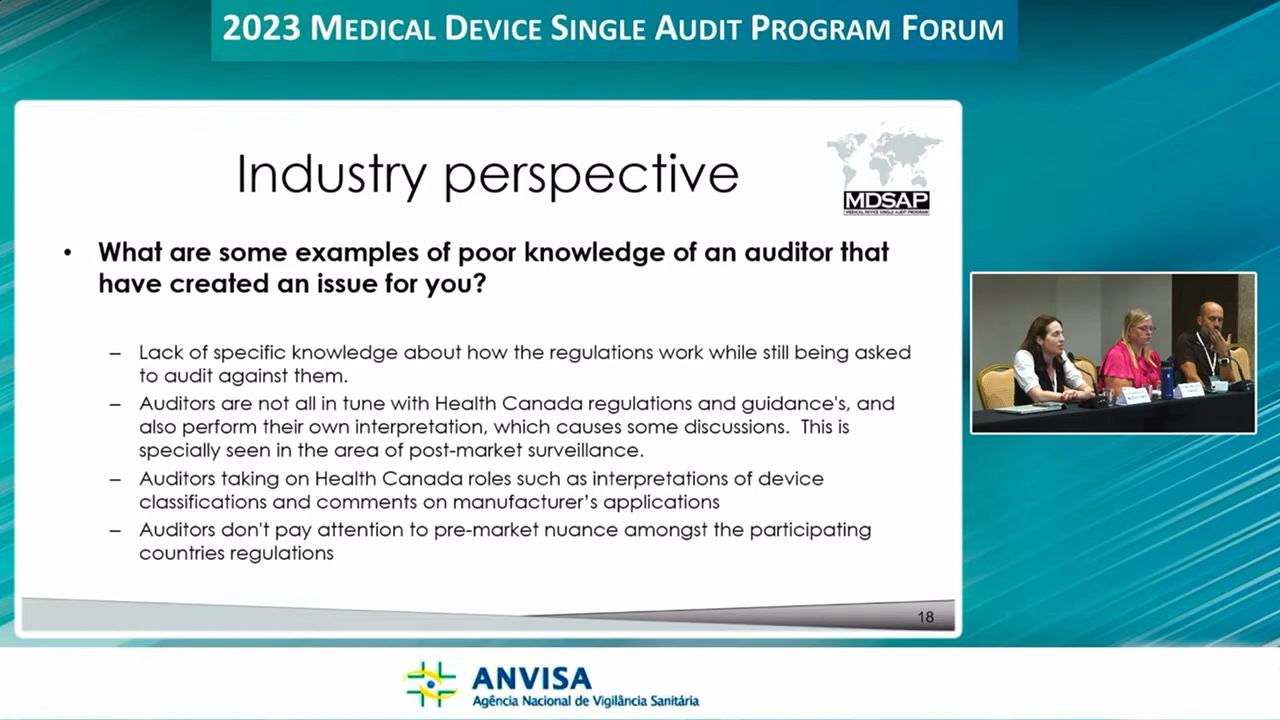 2023 MEDICAL DEVICE SINGLE AUDIT PROGRAM FORUM
Industry perspective
MDSAP
MEDICAL DEVICE SINGLE AUDIT PROGRAM
• What are some examples of poor knowledge of an auditor that
have created an issue for you?
– Lack of specific knowledge about how the regulations work while still being asked
to audit against them.
– Auditors are not all in tune with Health Canada regulations and guidance's, and
also perform their own interpretation, which causes some discussions. This is
specially seen in the area of post-market surveillance.
– Auditors taking on Health Canada roles such as interpretations of device
classifications and comments on manufacturer's applications
– Auditors don't pay attention to pre-market nuance amongst the participating
countries regulations
18
ANVISA
Agência Nacional de Vigilância Sanitária